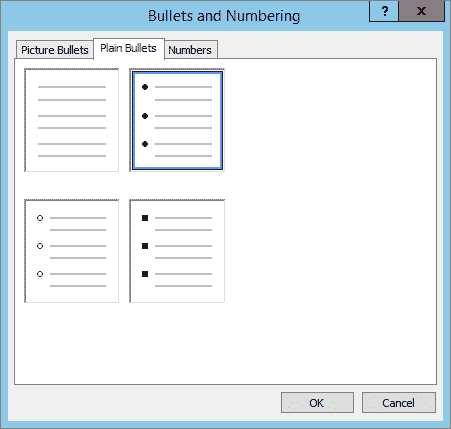 Bullets and Numbering
? X
Picture Bullets Plain Bullets Numbers
OK Cancel